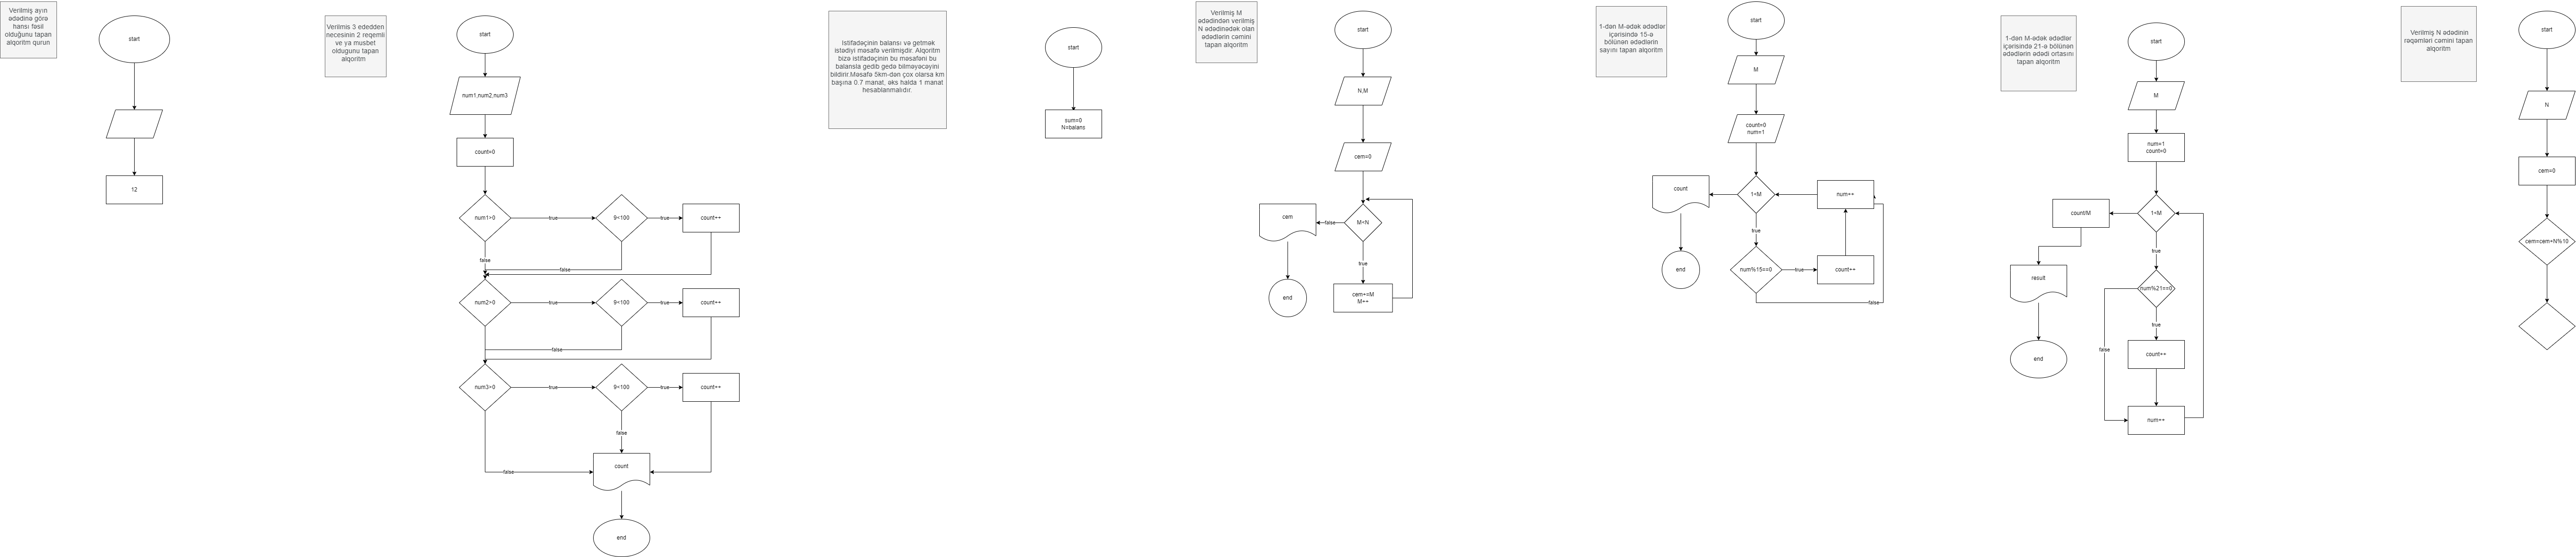 Verilmiş ayın
ədədinə görə
hansı fəsil
olduğunu tapan
alqoritm qurun
start
12
Verilmis 3 ededden
necesinin 2 reqemli
ve ya musbet
oldugunu tapan
alqoritm
start
num1,num2,num3
count=0
num1>0
true
9<100
true
count++
false
false
num2>0
true
9<100
true
count++
false
num3>0
true
9<100
true
count++
false
false
count
end
İstifadəçinin balansı və getmək
istədiyi məsafə verilmişdir. Alqoritm
bizə istifadəçinin bu məsafəni bu
balansla gedib gedə bilməyəcəyini
bildirir.Məsafə 5km-dən çox olarsa km
başına 0.7 manat, əks halda 1 manat
hesablanmalıdır.
start
sum=0
N=balans
Verilmiş M
ədədindən verilmiş
N ədədinədək olan
ədədlərin cəmini
tapan alqoritm
start
N,M
cem=0
M<N
false
cem
true
end
cem+=M
M++
1-dən M-ədək ədədlər
içərisində 15-ə
bölünən ədədlərin
sayını tapan alqoritm
start
M
count=0
num=1
1<M
count
num++
true
end
num%15==0
true
count++
false
1-dən M-ədək ədədlər
içərisində 21-ə bölünən
ədədlərin ədədi ortasını
tapan alqoritm
start
M
num=1
count=0
1<M
count/M
true
result
num%21==0
true
false
count++
end
num++
Verilmiş N ədədinin
rəqəmləri cəmini tapan
alqoritm
start
N
cem=0
cem=cem+N%10